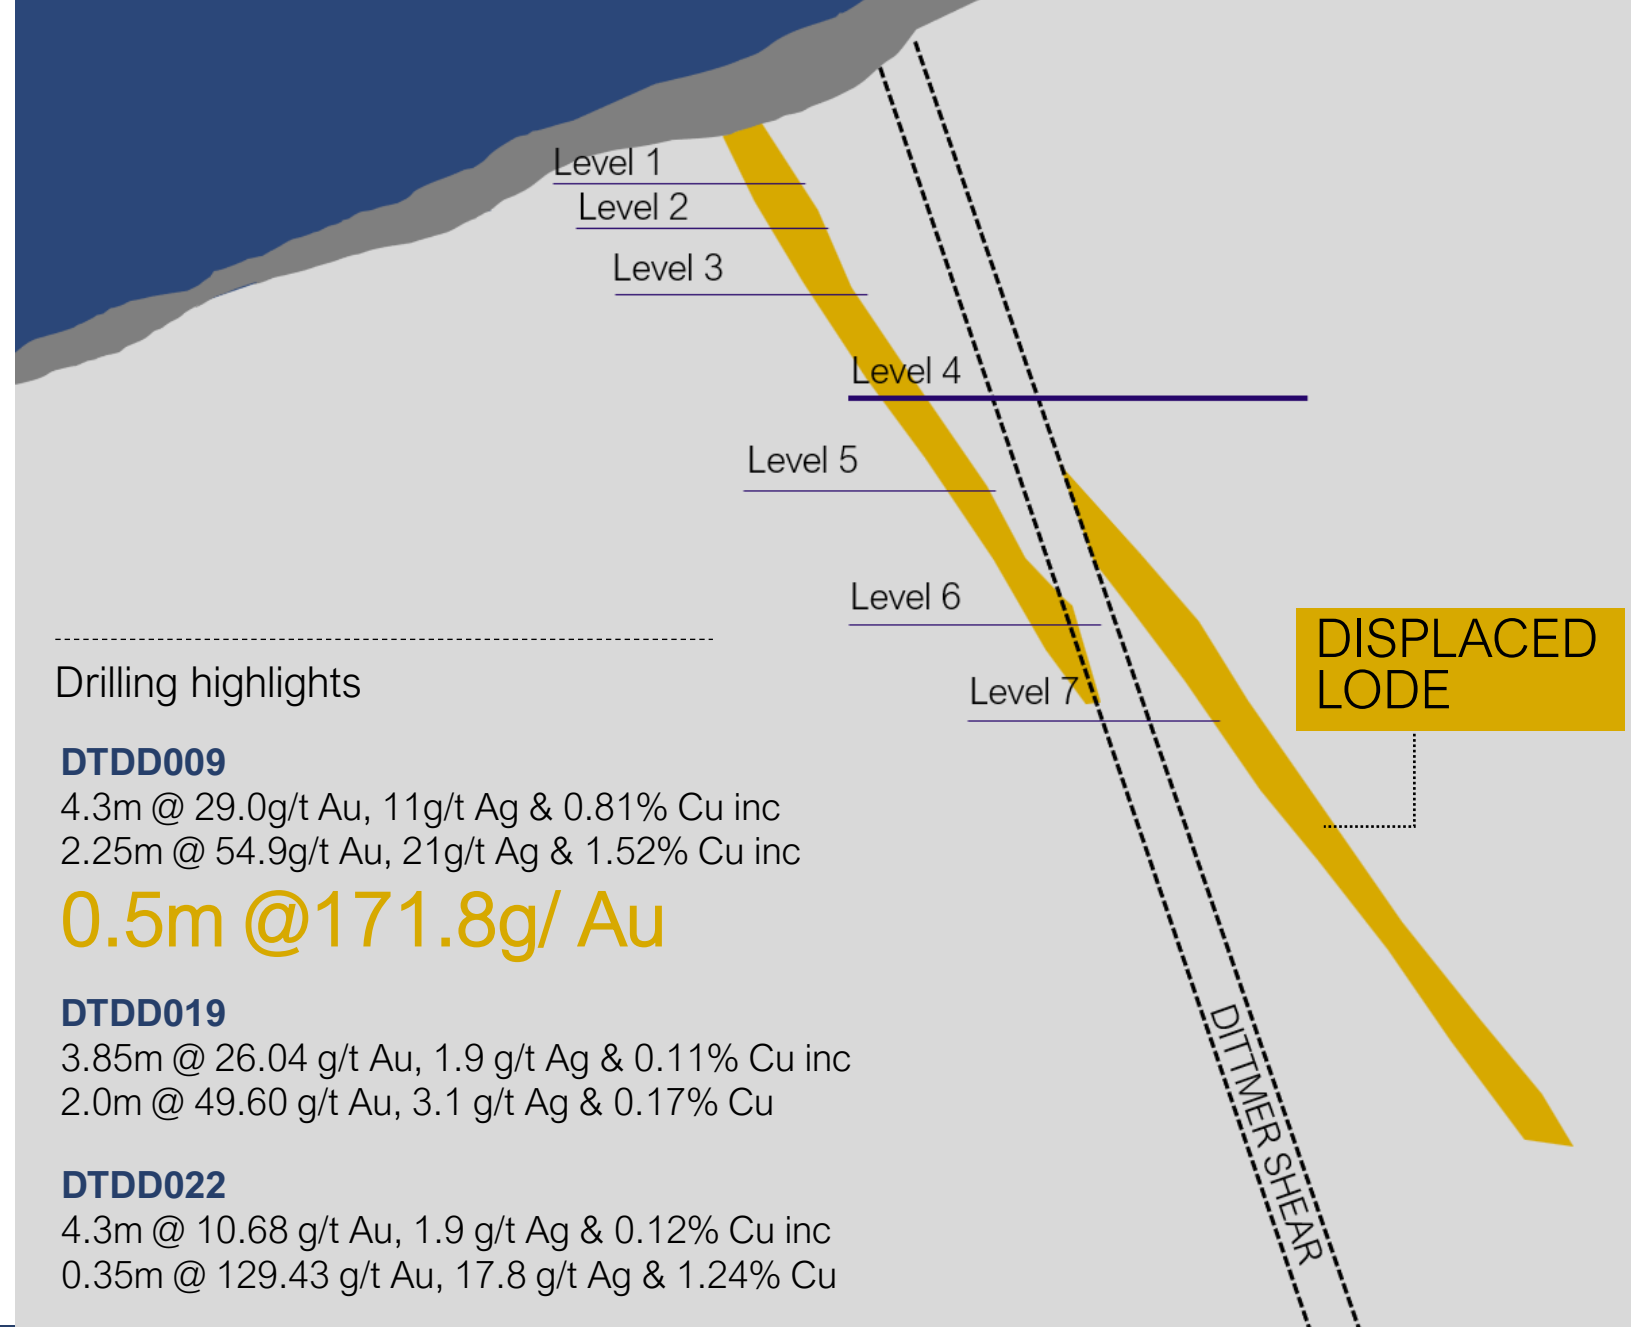 Level 1
Level 2
Level 3
Level 4
Level 5
Level 6
Level 7
DISPLACED
LODE
DITTMER SHEAR
Drilling highlights
DTDD009
4.3m @ 29.0g/t Au, 11g/t Ag & 0.81% Cu inc
2.25m @ 54.9g/t Au, 21g/t Ag & 1.52% Cu inc
0.5m @171.8g/ Au
DTDD019
3.85m @ 26.04 g/t Au, 1.9 g/t Ag & 0.11% Cu inc
2.0m @ 49.60 g/t Au, 3.1 g/t Ag & 0.17% Cu
DTDD022
4.3m @ 10.68 g/t Au, 1.9 g/t Ag & 0.12% Cu inc
0.35m @ 129.43 g/t Au, 17.8 g/t Ag & 1.24% Cu